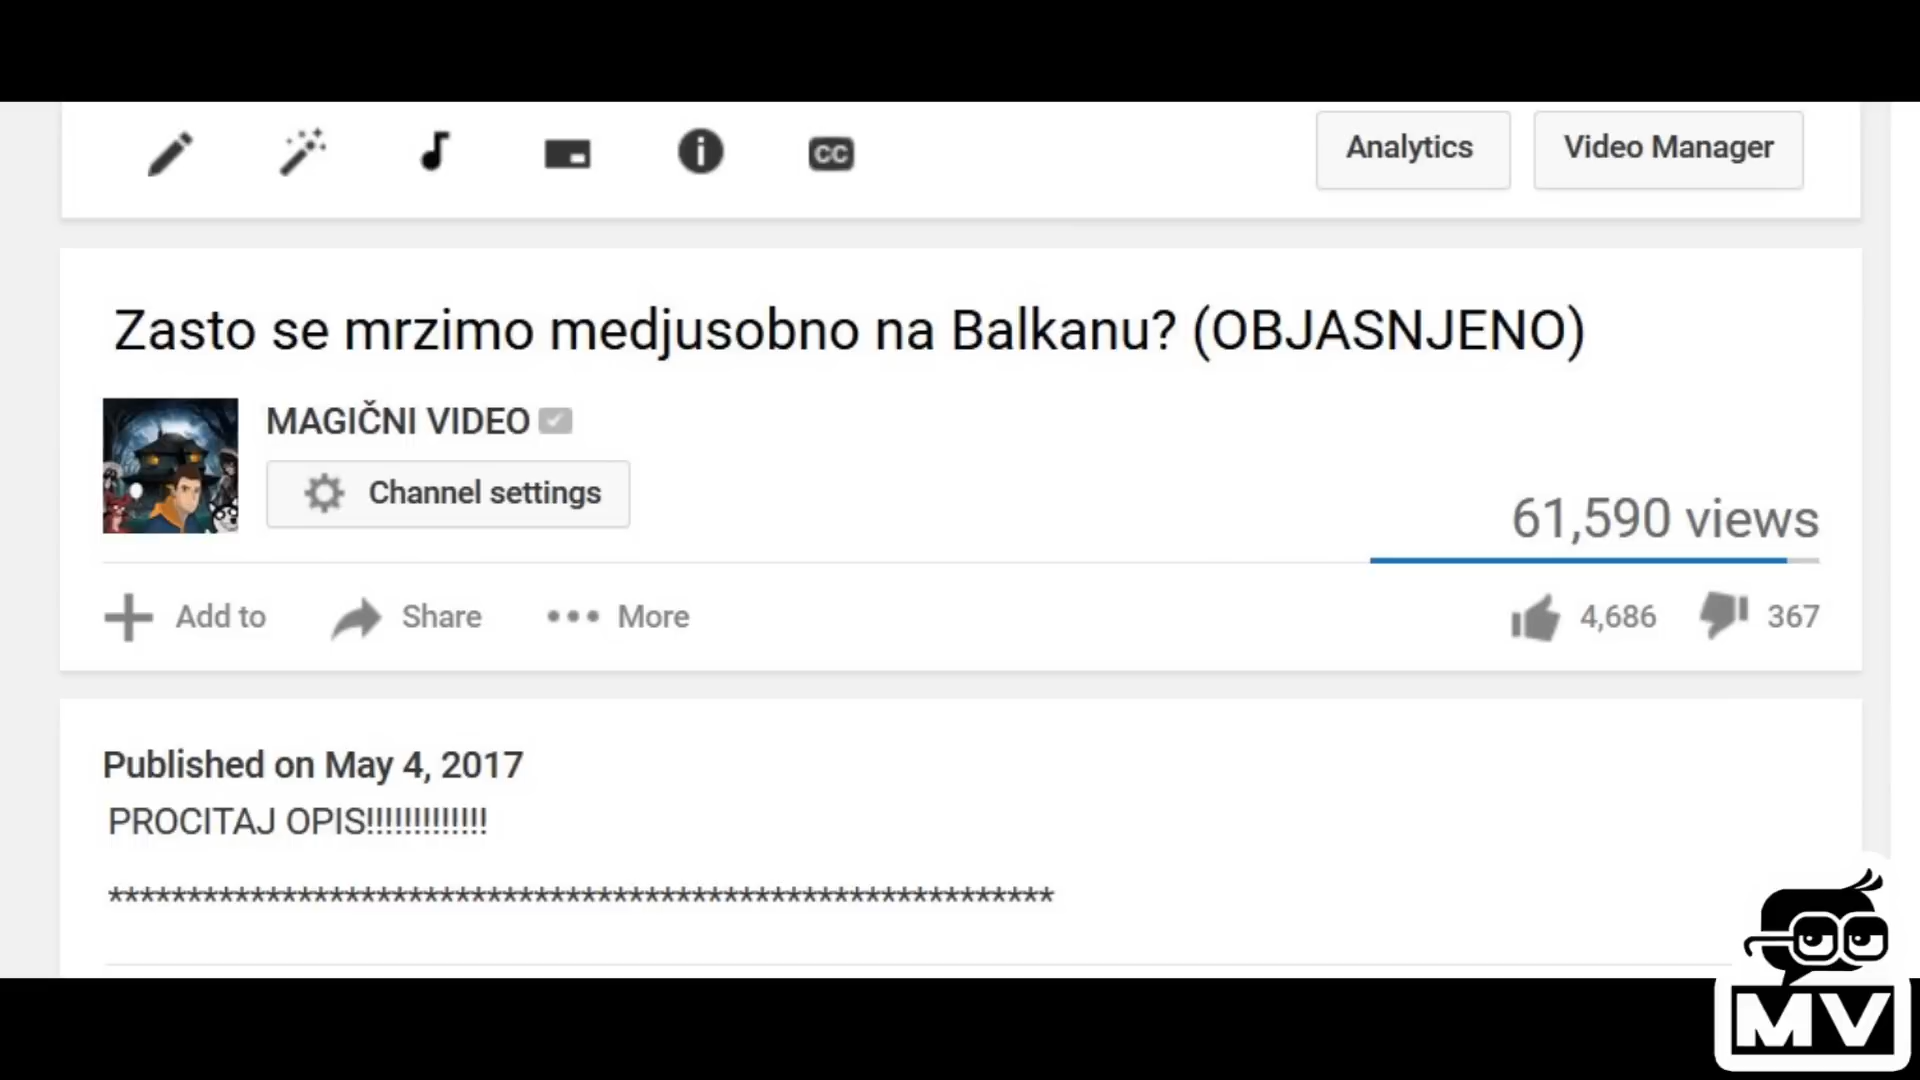 CC
Analytics
Video Manager
Zasto se mrzimo medjusobno na Balkanu? (OBJASNJENO)
MAGIČNI VIDEO
Channel settings
61,590 views
Add to
Share
More
4,686
367
Published on May 4, 2017
PROCITAJ OPIS!!!!!!!!!!!!!
************************************************************
MV